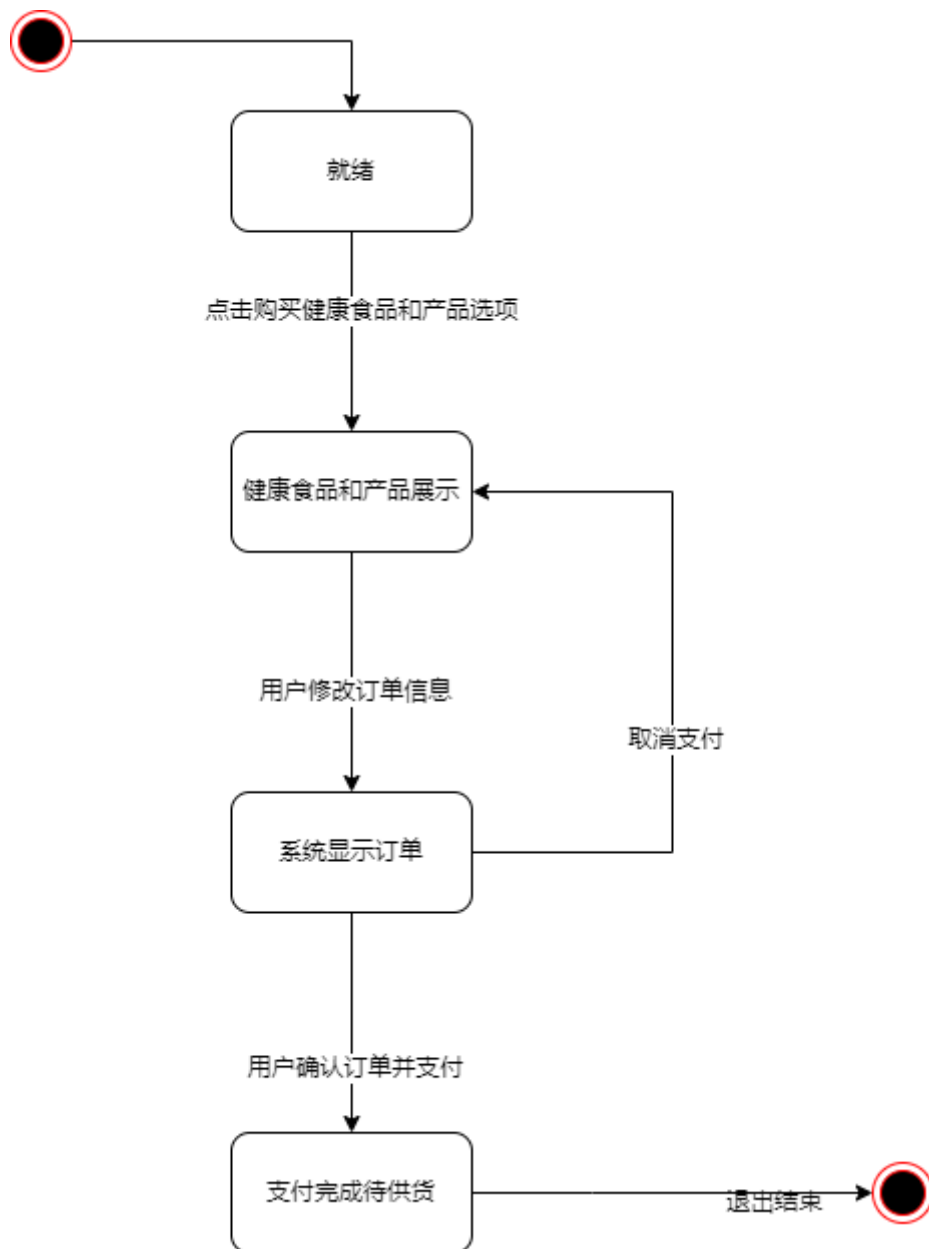 就绪
点击购买健康食品和产品选项
健康食品和产品展示
用户修改订单信息
取消支付
系统显示订单
用户确认订单并支付
支付完成待供货
退出结束